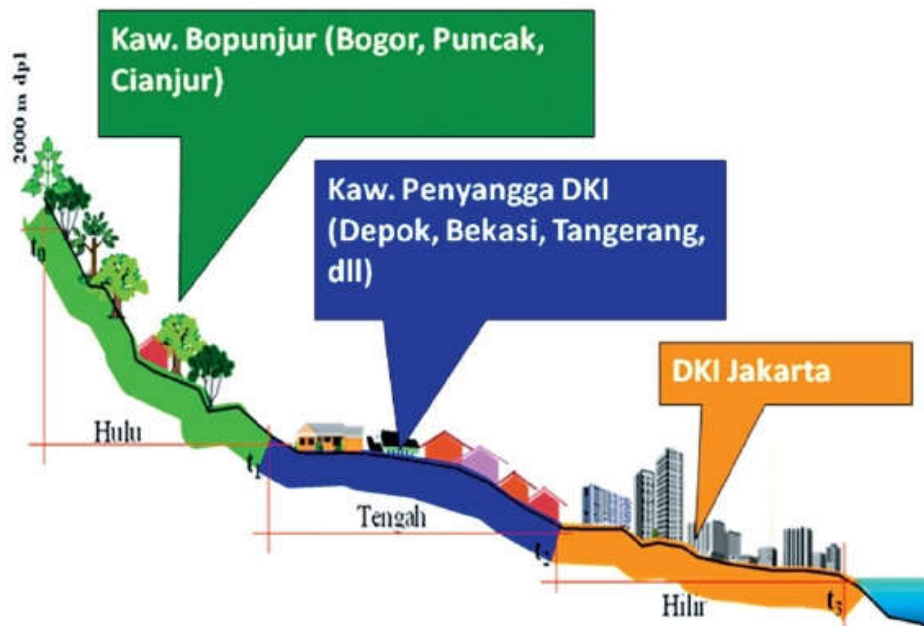 Kaw. Bopunjur (Bogor, Puncak,
Cianjur)
2000 m dpl
Kaw. Penyangga DKI
(Depok, Bekasi, Tangerang,
dll)
t0
DKI Jakarta
Hulu
t1
Tengah
t2
Hilir
t3